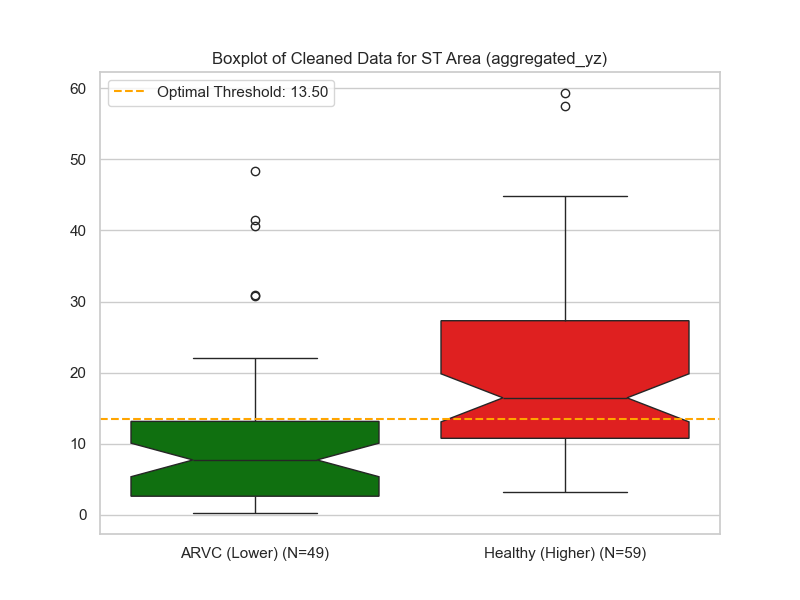 Boxplot of Cleaned Data for ST Area (aggregated_yz)
Optimal Threshold: 13.50
60
50
40
30
20
10
0
ARVC (Lower) (N=49)
Healthy (Higher) (N=59)